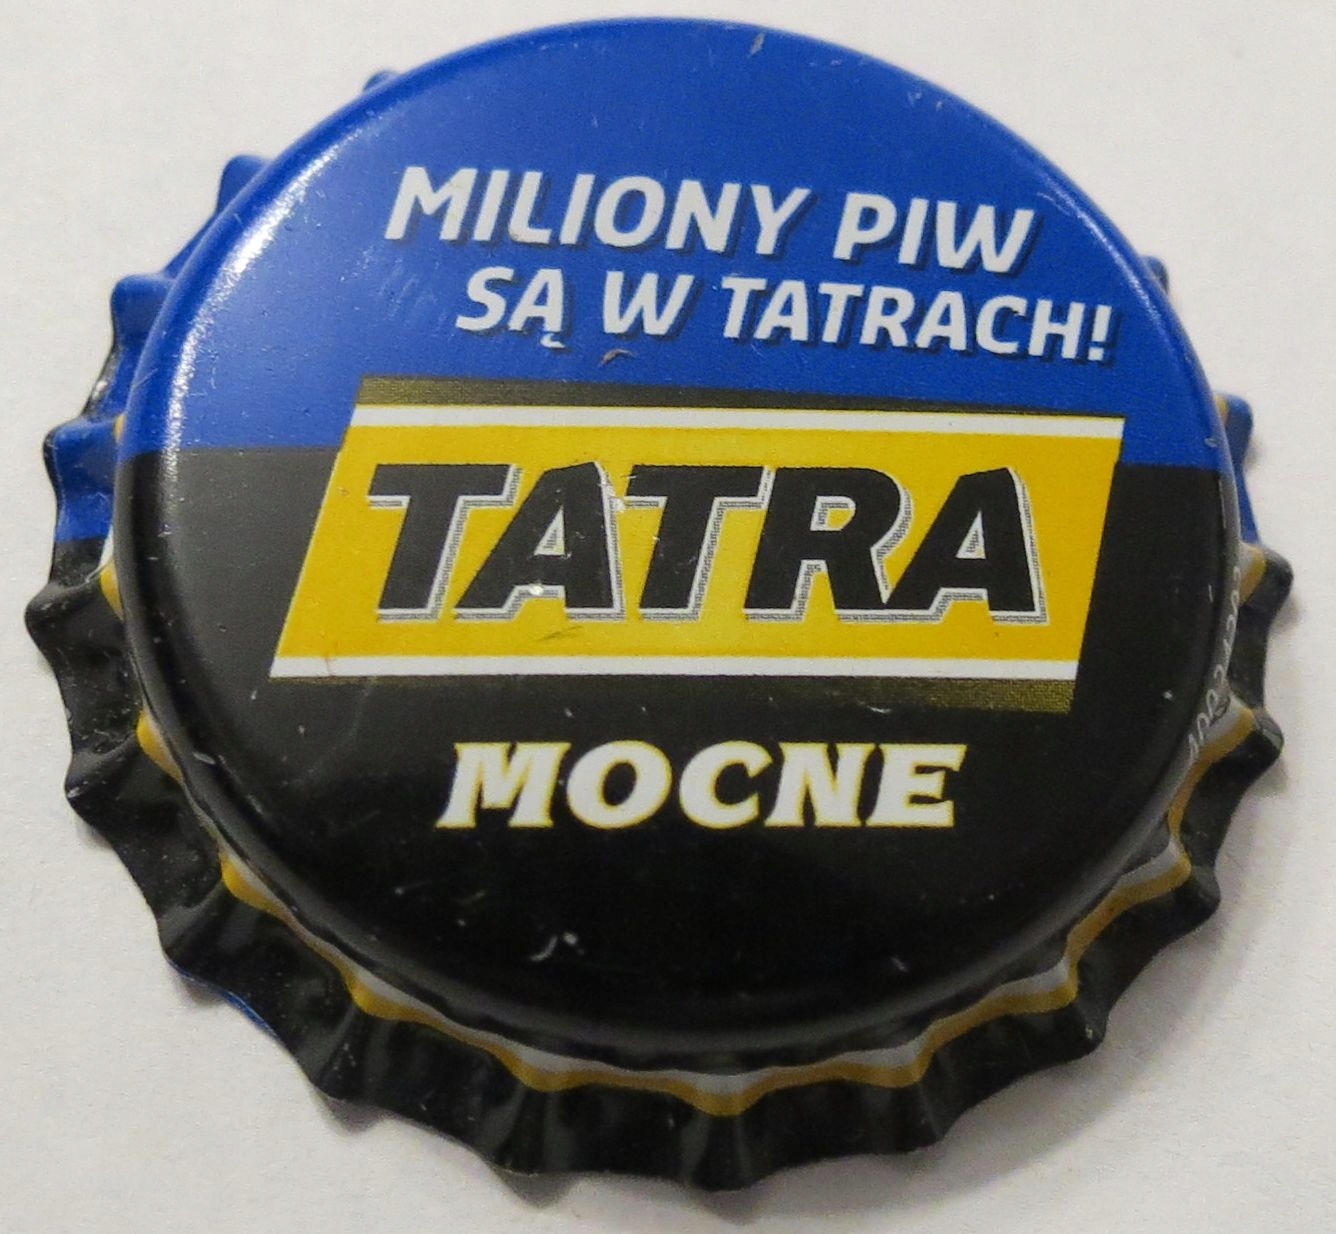 MILIONY PIW
SĄ W TATRACH!
TATRA
MOCNE